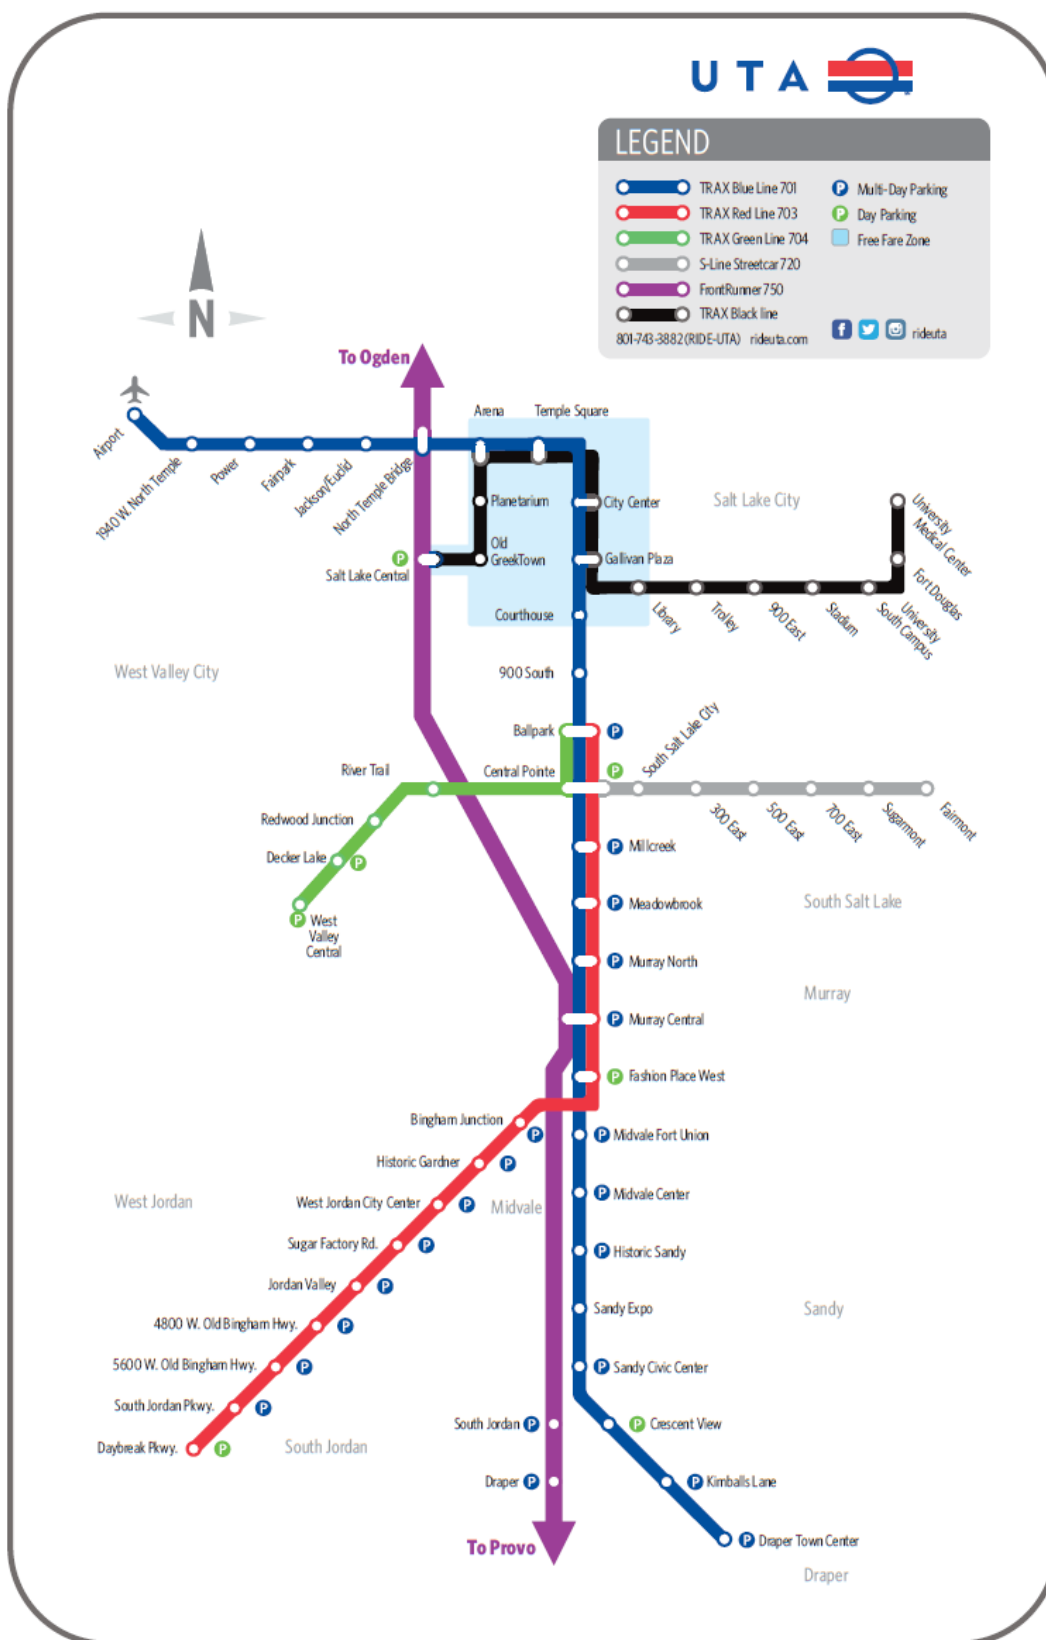 UTA
LEGEND
TRAX Blue Line 701
TRAX Red Line 703
TRAX Green Line 704
S-Line Streetcar 720
FrontRunner 750
TRAX Black line
801-743-3882 (RIDE-UTA) rideuta.com
P Multi-Day Parking
P Day Parking
Free Fare Zone
rideuta
N
To Ogden
Airport
1940 W. North Temple
Power
Fairpark
Jackson/Euclid
North Temple Bridge
Arena
Temple Square
Planetarium
Old
GreekTown
P
Salt Lake Central
City Center
Gallivan Plaza
Courthouse
Salt Lake City
Library
Trolley
900 East
Stadium
University
South Campus
Fort Douglas
University
Medical Center
West Valley City
900 South
Ballpark P
Central Pointe P
River Trail
Redwood Junction
Decker Lake P
P West
Valley
Central
South Salt Lake City
300 East
500 East
700 East
Sugarmont
Fairmont
P Millcreek
P Meadowbrook
South Salt Lake
P Murray North
Murray
P Murray Central
P Fashion Place West
Bingham Junction P
Historic Gardner P
West Jordan City Center P
Sugar Factory Rd. P
Jordan Valley P
4800 W. Old Bingham Hwy. P
5600 W. Old Bingham Hwy. P
South Jordan Pkwy. P
Daybreak Pkwy. P
West Jordan
Midvale
South Jordan
P Midvale Fort Union
P Midvale Center
P Historic Sandy
Sandy Expo
Sandy
P Sandy Civic Center
South Jordan P
P Crescent View
Draper P
P Kimballs Lane
To Provo
P Draper Town Center
Draper